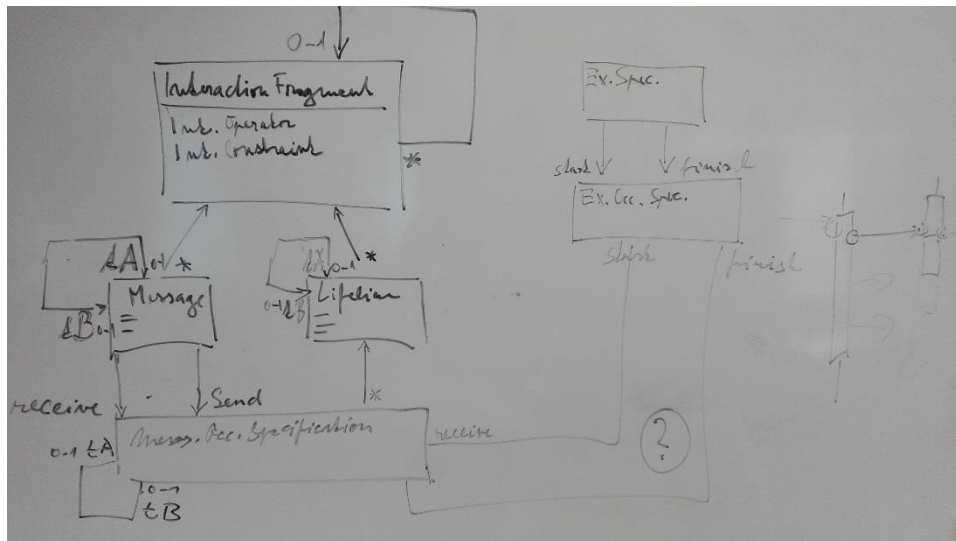 0-1
Interaction Fragment
Int. Operator
Int. Constraint
*
Ex. Spec.
start
finish
Ex. Occ. Spec.
start
finish
tA
0-1
*
Message
tB
0-1
tA
0-1
*
Lifeline
0-1
tB
receive
Send
*
Mess. Occ. Specification
receive
0-1 tA
0-1
tB
?